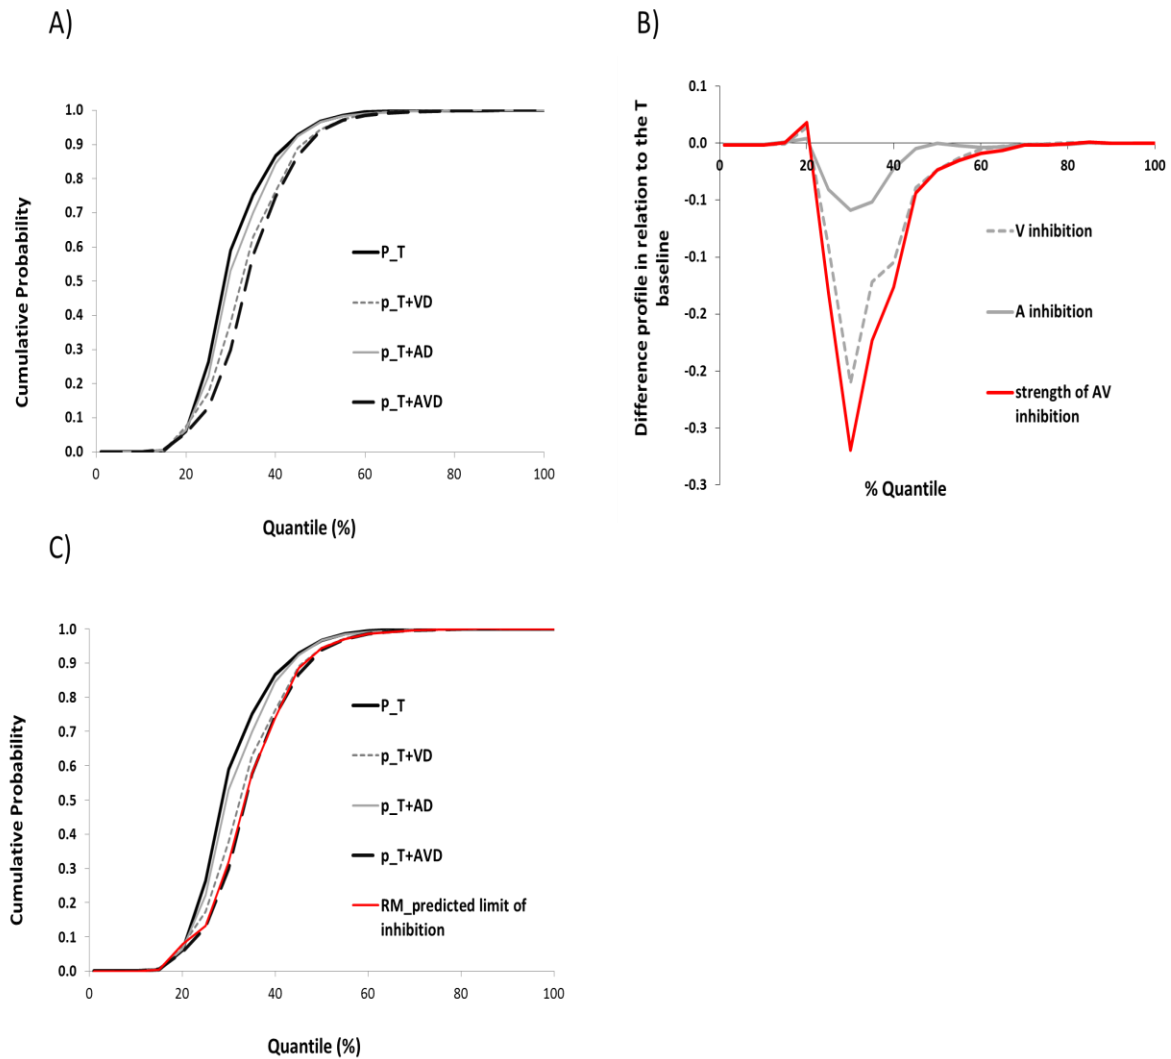 A)
Cumulative Probability
1.0
0.9
0.8
0.7
0.6
0.5
0.4
0.3
0.2
0.1
0.0
0 20 40 60 80 100
Quantile (%)
P_T
p_T+VD
p_T+AD
p_T+AVD
B)
Difference profile in relation to the T
baseline
0.1
0.0
-0.1
-0.1
-0.2
-0.2
-0.3
-0.3
0 20 40 60 80 100
% Quantile
V inhibition
A inhibition
strength of AV
inhibition
C)
Cumulative Probability
1.0
0.9
0.8
0.7
0.6
0.5
0.4
0.3
0.2
0.1
0.0
0 20 40 60 80 100
Quantile (%)
P_T
p_T+VD
p_T+AD
p_T+AVD
RM_predicted limit of
inhibition